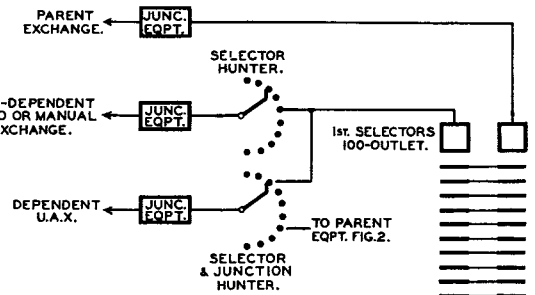 PARENT
EXCHANGE.
JUNC.
EQPT.
SELECTOR
HUNTER.
-DEPENDENT
OR MANUAL
JUNC.
EQPT.
1ST. SELECTORS
100-OUTLET.
DEPENDENT
U.A.X.
JUNC.
EQPT.
TO PARENT
EQPT. FIG.2.
SELECTOR
& JUNCTION
HUNTER.